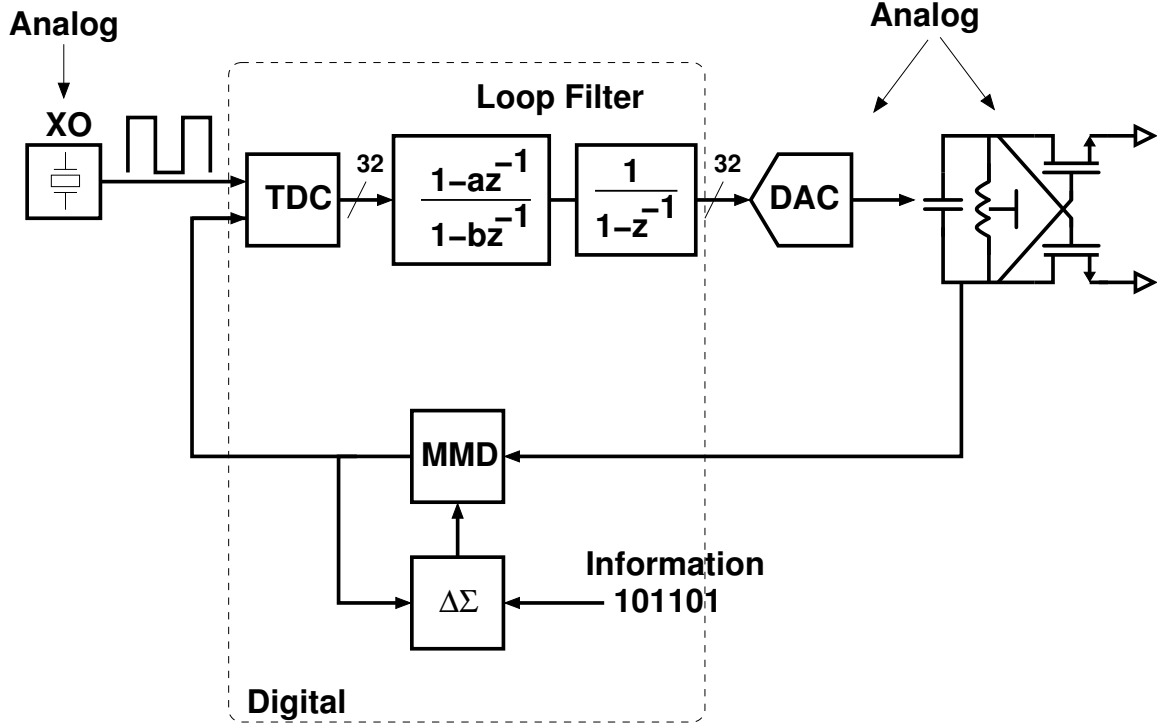 Analog
Analog
XO
Loop Filter
TDC
32
1−az−1
1−bz−1
1
1−z−1
32
DAC
MMD
ΔΣ
Information
101101
Digital